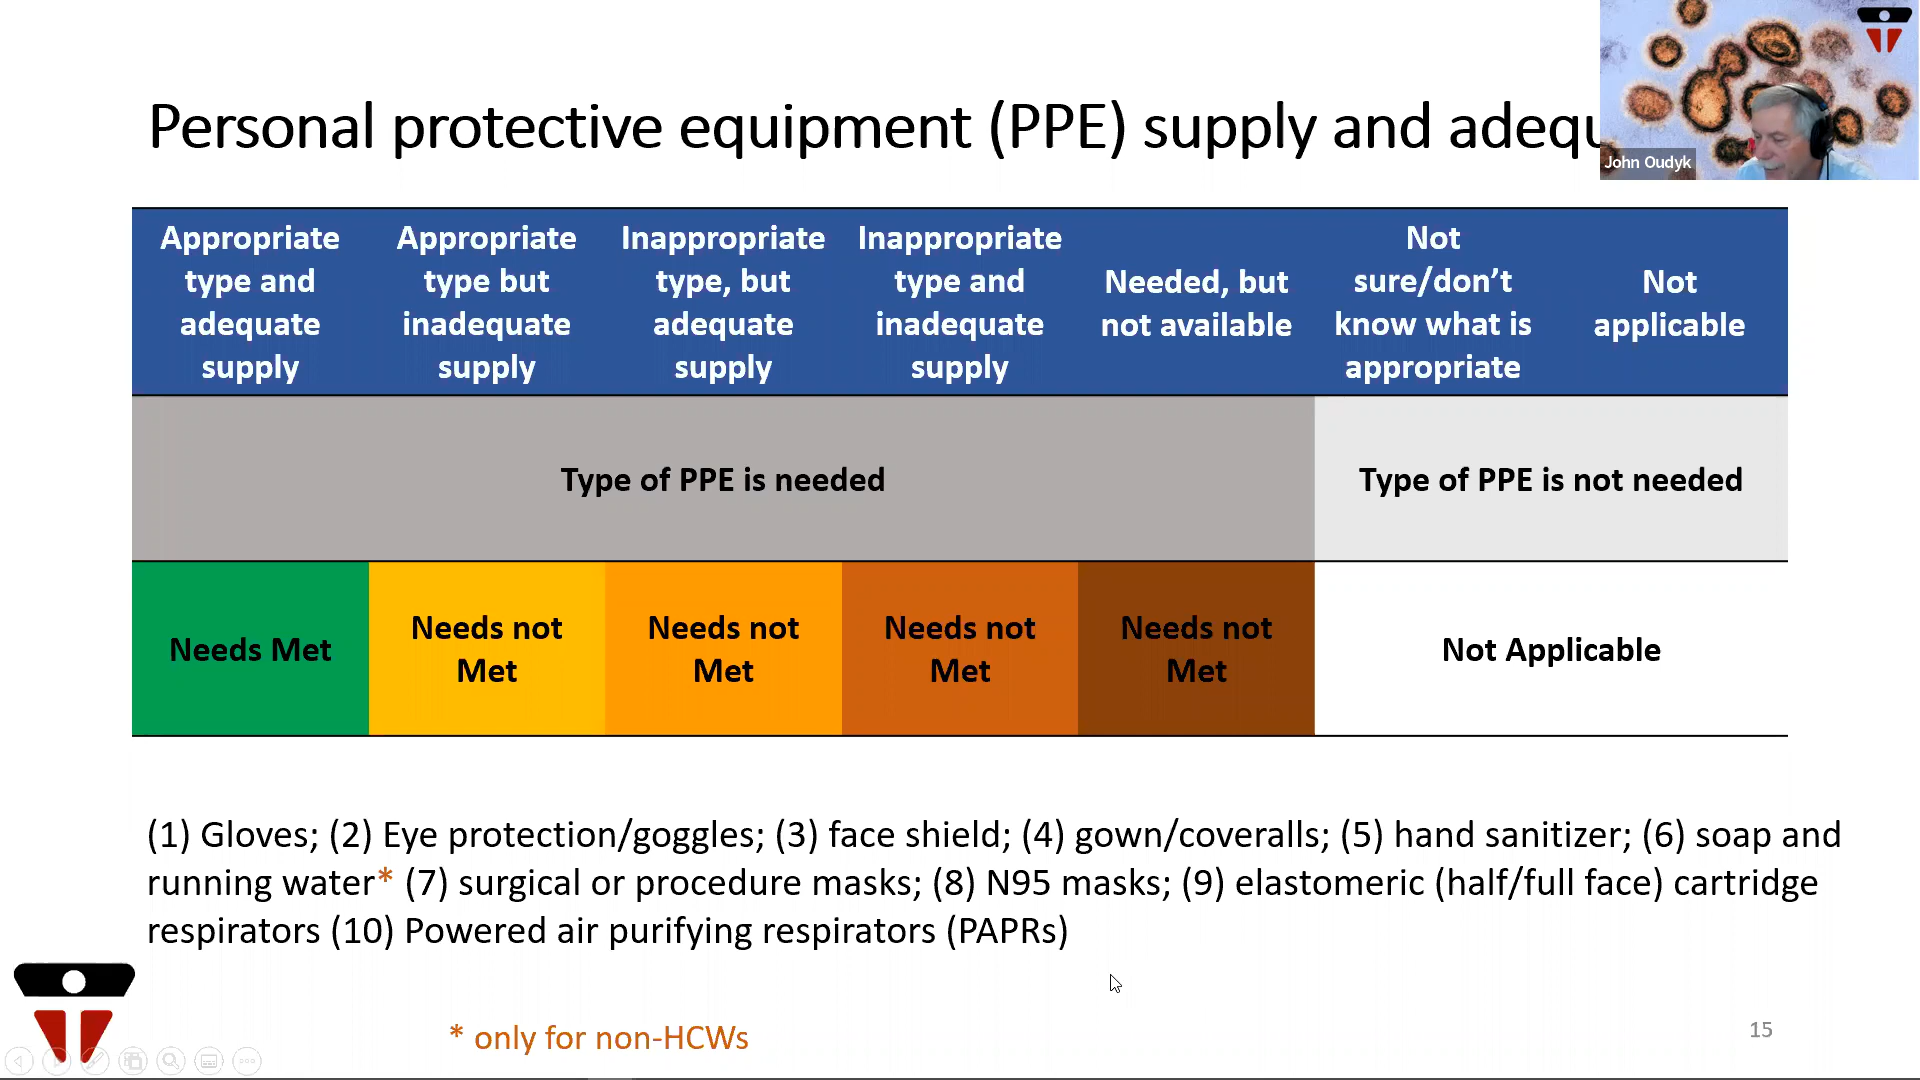 Personal protective equipment (PPE) supply and adequ
John Oudyk
Appropriate type and adequate supply
Appropriate type but inadequate supply
Inappropriate type, but adequate supply
Inappropriate type and inadequate supply
Needed, but not available
Not sure/don’t know what is appropriate
Not applicable
Type of PPE is needed
Type of PPE is not needed
Needs Met
Needs not Met
Needs not Met
Needs not Met
Needs not Met
Not Applicable
(1) Gloves; (2) Eye protection/goggles; (3) face shield; (4) gown/coveralls; (5) hand sanitizer; (6) soap and
running water* (7) surgical or procedure masks; (8) N95 masks; (9) elastomeric (half/full face) cartridge
respirators (10) Powered air purifying respirators (PAPRs)
* only for non-HCWs
15